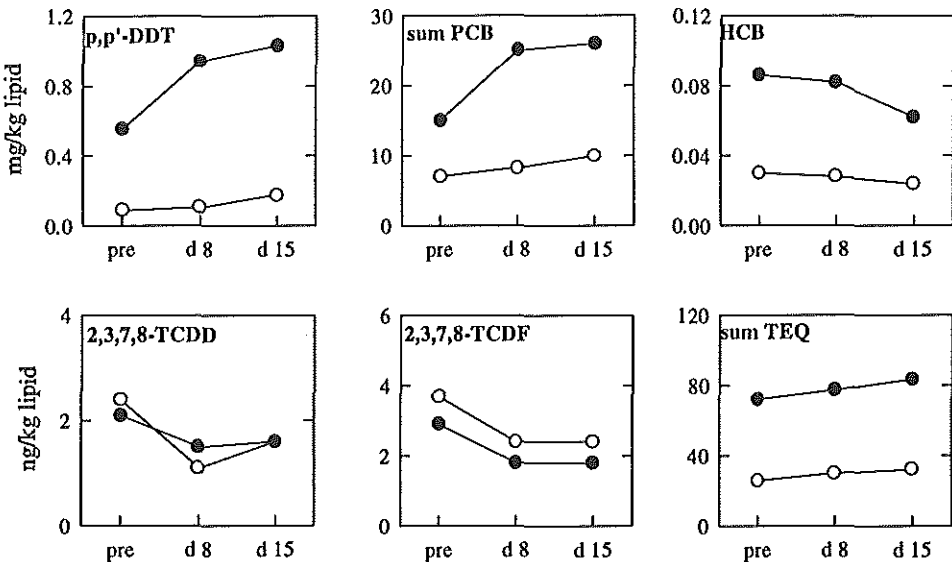 p,p'-DDT
sum PCB
HCB
mg/kg lipid
1.2
0.8
0.4
0.0
pre d 8 d 15
30
20
10
0
pre d 8 d 15
0.12
0.08
0.04
0.00
pre d 8 d 15
2,3,7,8-TCDD
2,3,7,8-TCDF
sum TEQ
ng/kg lipid
4
2
0
pre d 8 d 15
6
4
2
0
pre d 8 d 15
120
80
40
0
pre d 8 d 15